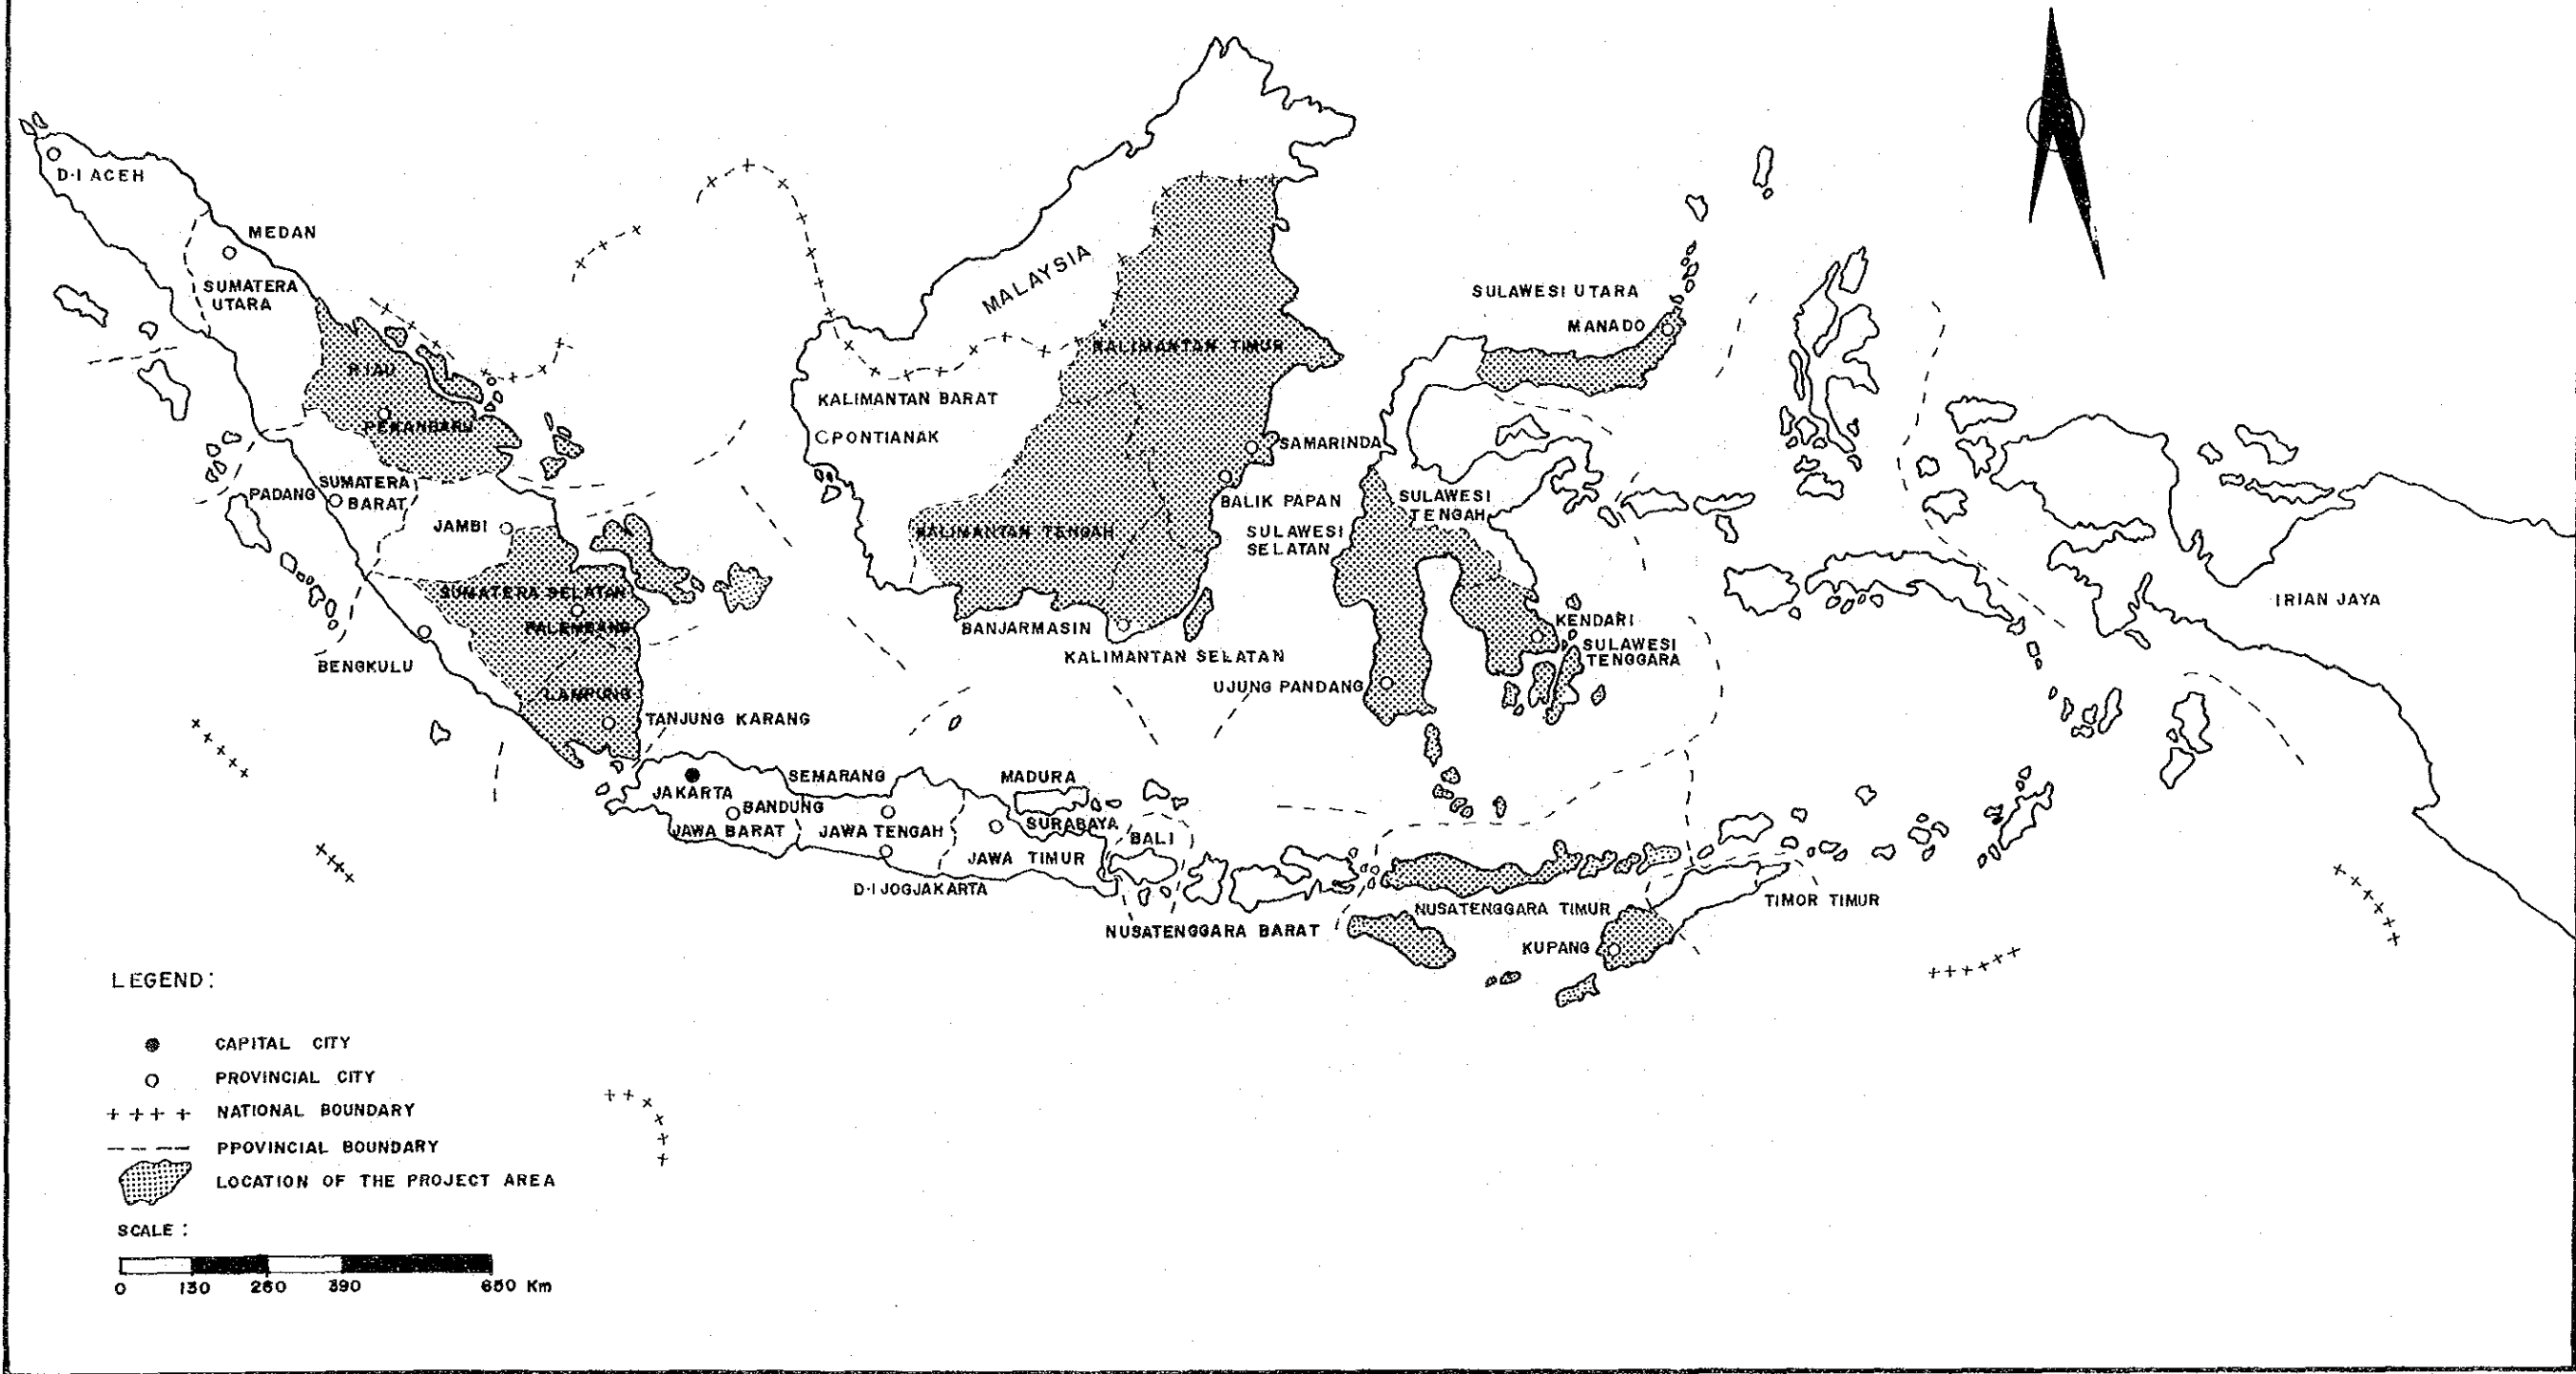 D·I ACEH
MEDAN
SUMATERA
UTARA
RIAU
PEKANBARU
PADANG
SUMATERA
BARAT
JAMBI
SUMATERA SELATAN
PALEMBANG
BENGKULU
LAMPUNG
TANJUNG KARANG
MALAYSIA
KALIMANTAN TIMUR
KALIMANTAN BARAT
PONTIANAK
SAMARINDA
BALIK PAPAN
KALIMANTAN TENGAH
BANJARMASIN
KALIMANTAN SELATAN
SULAWESI UTARA
MANADO
SULAWESI
TENGAH
SULAWESI
SELATAN
KENDARI
SULAWESI
TENGGARA
UJUNG PANDANG
IRIAN JAYA
JAKARTA
BANDUNG
JAWA BARAT
SEMARANG
JAWA TENGAH
D·I JOGJAKARTA
MADURA
SURABAYA
JAWA TIMUR
BALI
NUSATENGGARA BARAT
NUSATENGGARA TIMUR
KUPANG
TIMOR TIMUR
LEGEND:
CAPITAL CITY
PROVINCIAL CITY
++++ NATIONAL BOUNDARY
PPOVINCIAL BOUNDARY
LOCATION OF THE PROJECT AREA
SCALE :
0 130 260 390 650 Km